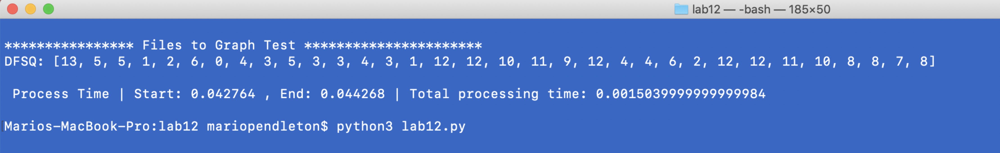 lab12 — -bash — 185×50
**************** Files to Graph Test **********************
DFSQ: [13, 5, 5, 1, 2, 6, 0, 4, 3, 5, 3, 3, 4, 3, 1, 12, 12, 10, 11, 9, 12, 4, 4, 6, 2, 12, 12, 11, 10, 8, 8, 7, 8]
Process Time | Start: 0.042764 , End: 0.044268 | Total processing time: 0.0015039999999999984
Marios-MacBook-Pro:lab12 mariopendleton$ python3 lab12.py